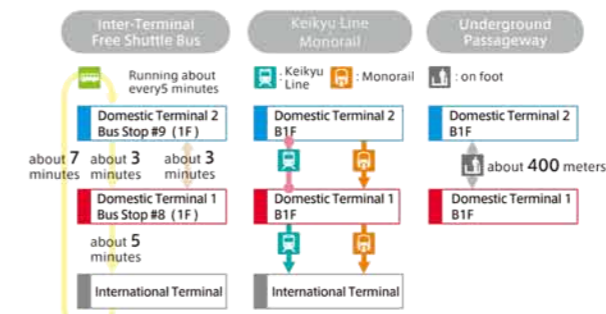 Inter-Terminal
Free Shuttle Bus
Running about
every5 minutes
Domestic Terminal 2
Bus Stop #9 (1F)
about 7
minutes
about 3
minutes
about 3
minutes
Domestic Terminal 1
Bus Stop #8 (1F)
about 5
minutes
International Terminal
Keikyu Line
Monorail
: Keikyu
Line
: Monorail
Domestic Terminal 2
B1F
Domestic Terminal 1
B1F
International Terminal
Underground
Passageway
: on foot
Domestic Terminal 2
B1F
about 400 meters
Domestic Terminal 1
B1F